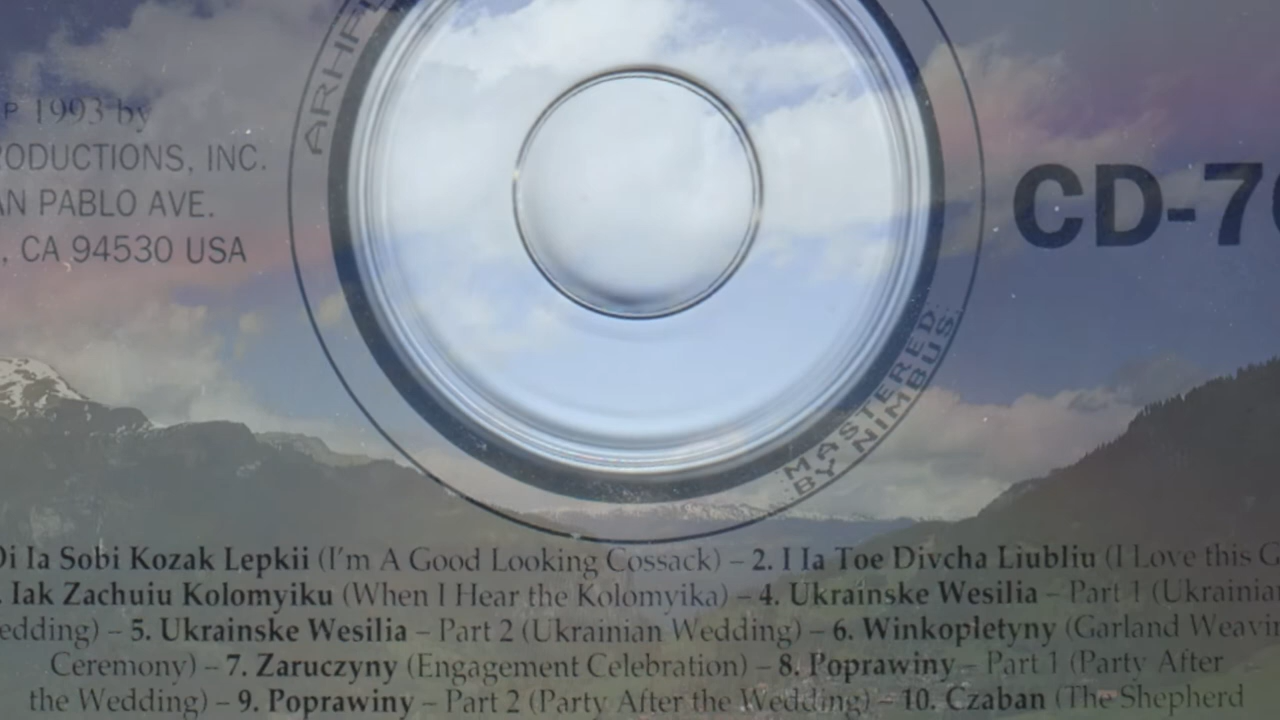 P 1993 by
RODUCTIONS, INC.
AN PABLO AVE.
, CA 94530 USA
CD-70
MASTERED
BY NIMBUS
Di Ia Sobi Kozak Lepkii (I'm A Good Looking Cossack) – 2. I Ia Toe Divcha Liubliu (I Love this G
. Iak Zachuiu Kolomyiku (When I Hear the Kolomyika) – 4. Ukrainske Wesilia – Part 1 (Ukrainian
edding) – 5. Ukrainske Wesilia – Part 2 (Ukrainian Wedding) – 6. Winkopletyny (Garland Weavin
Ceremony) – 7. Zaruczyny (Engagement Celebration) – 8. Poprawiny – Part 1 (Party After
the Wedding) – 9. Poprawiny – Part 2 (Party After the Wedding) – 10. Czaban (The Shepherd